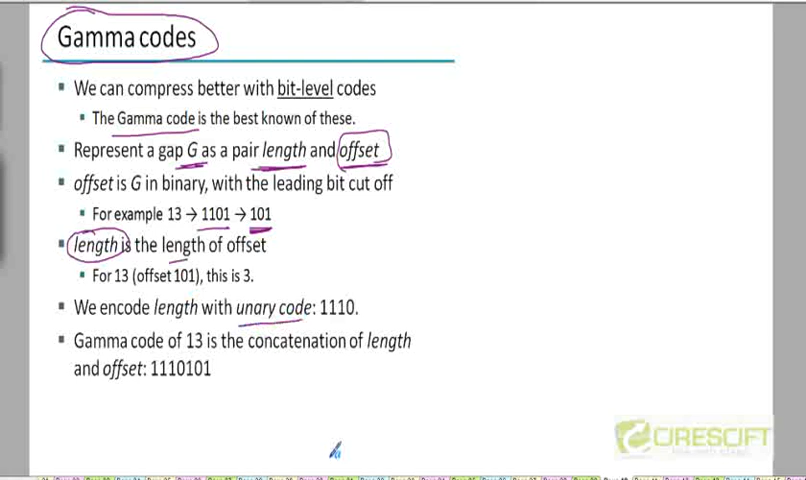 Gamma codes
▪ We can compress better with bit-level codes
▪ The Gamma code is the best known of these.
▪ Represent a gap G as a pair length and offset
▪ offset is G in binary, with the leading bit cut off
▪ For example 13 → 1101 → 101
▪ length is the length of offset
▪ For 13 (offset 101), this is 3.
▪ We encode length with unary code: 1110.
▪ Gamma code of 13 is the concatenation of length
and offset: 1110101